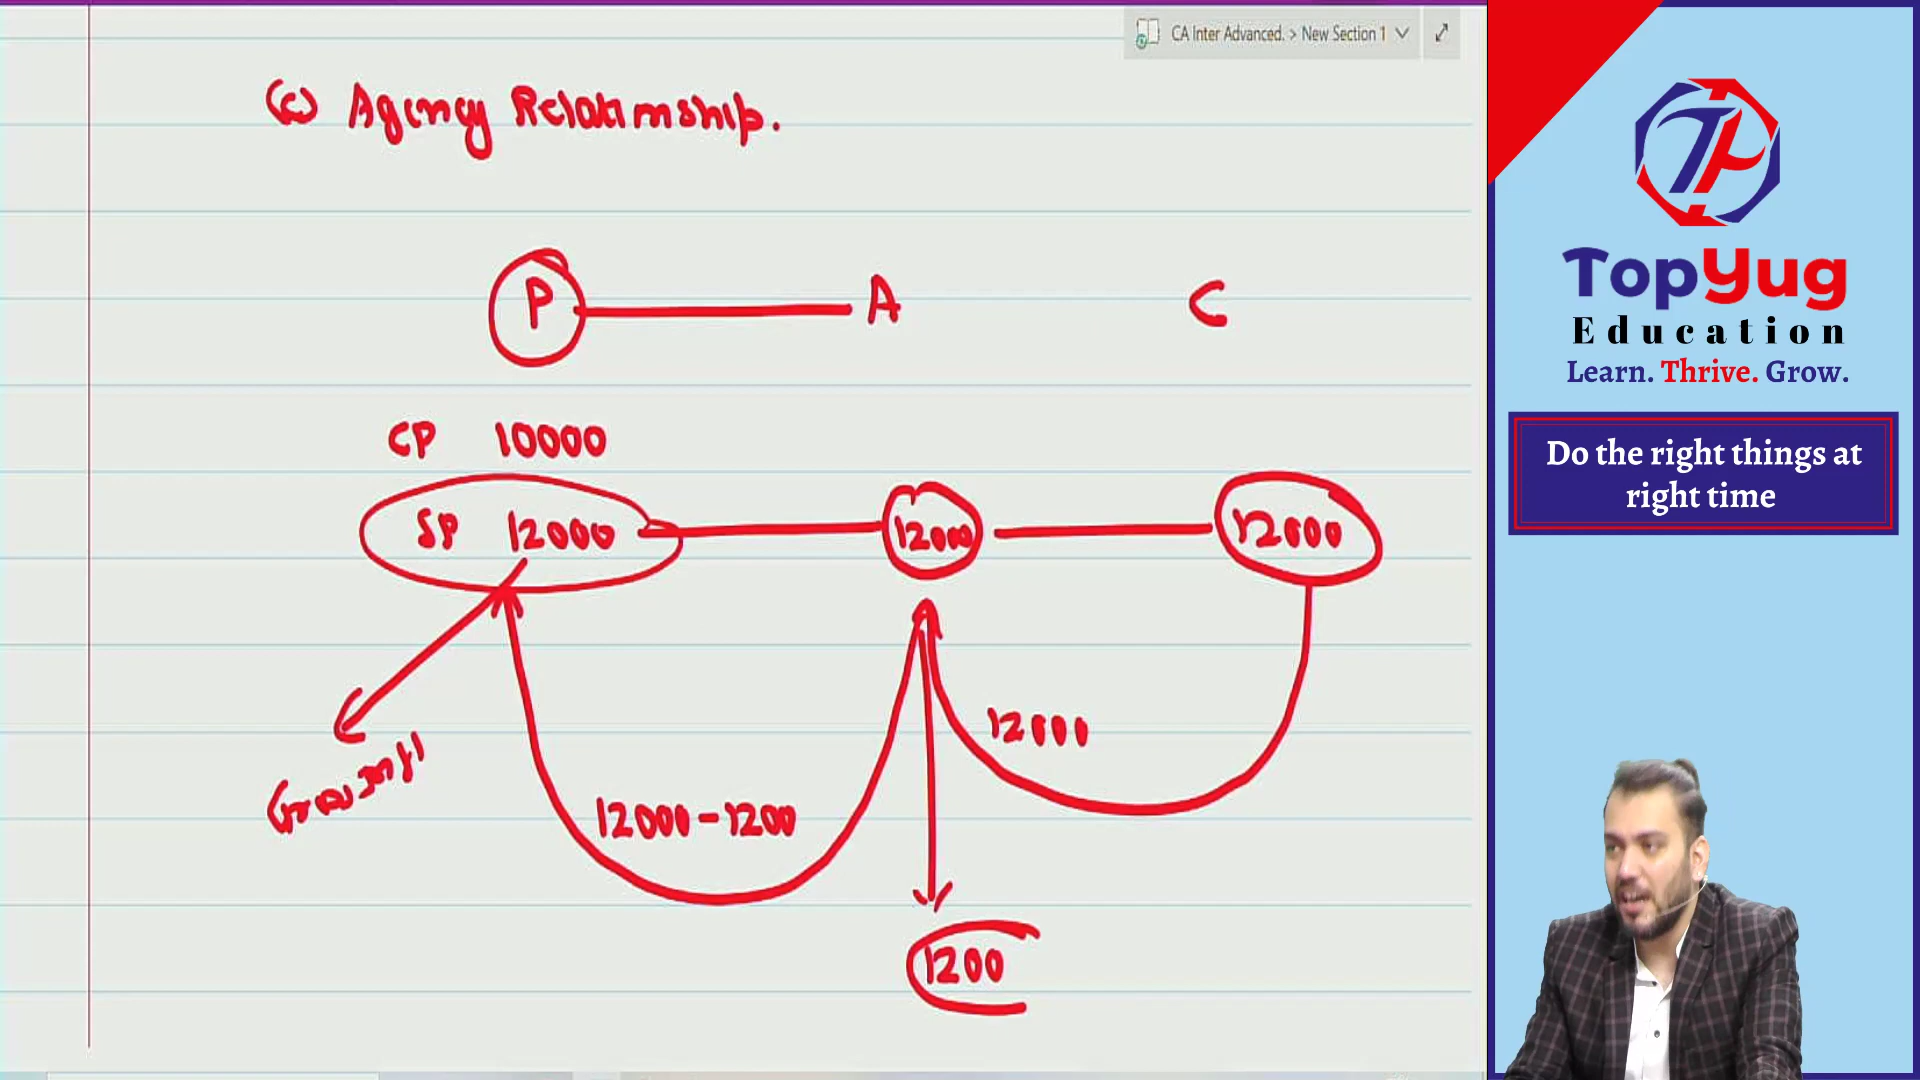 CA Inter Advanced. > New Section 1
(c) Agency Relationship.
P A C
CP 10000
SP 12000 12000 12000
12000
12000-1200
1200
TopYug
Education
Learn. Thrive. Grow.
Do the right things at
right time